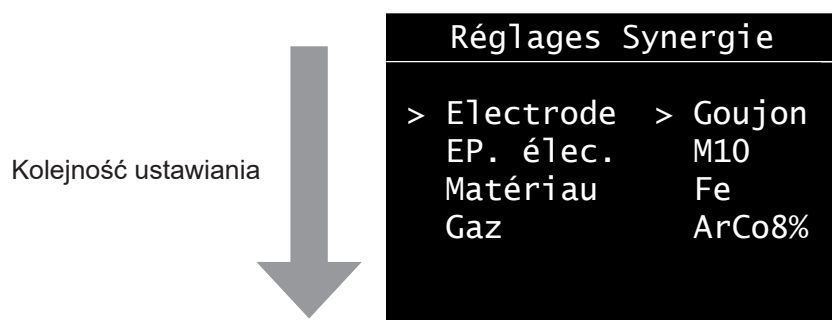 Kolejność ustawiania
Réglages Synergie
> Electrode > Goujon
EP. élec. M10
Matériau Fe
Gaz ArCo8%